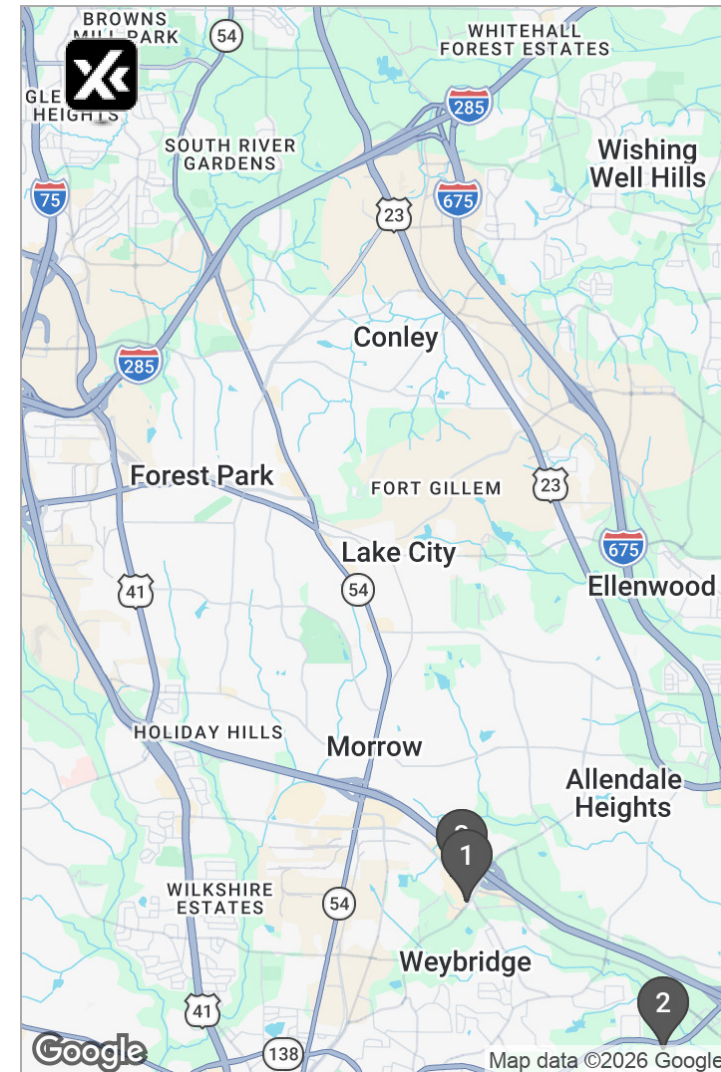 BROWNS
MILL PARK
54
WHITEHALL
FOREST ESTATES
HEIGHTS
285
SOUTH RIVER
GARDENS
Wishing
Well Hills
75
675
23
Conley
285
Forest Park
FORT GILLEM
23
Lake City
675
Ellenwood
41
54
HOLIDAY HILLS
Morrow
Allendale
Heights
1
WILKSHIRE
ESTATES
54
Weybridge
2
41
138
Google
Map data ©2026 Google